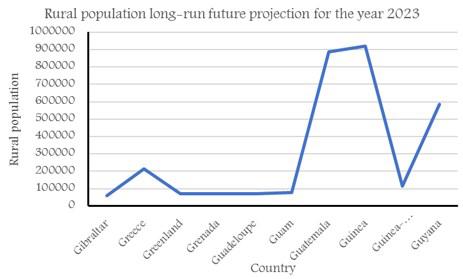 Rural population long-run future projection for the year 2023
1000000
900000
800000
700000
600000
500000
400000
300000
200000
100000
0
Rural population
Gibraltar
Greece
Greenland
Grenada
Guadeloupe
Guam
Guatemala
Guinea
Guinea-…
Guyana
Country